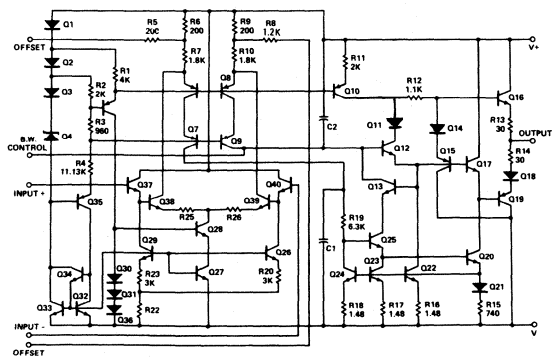 Q1
R5
20C
R6
200
R9
200
R8
1.2K
OFFSET
V+
Q2
R1
4K
R7
1.8K
R10
1.8K
R11
2K
Q3
R2
2K
Q8
Q10
R12
1.1K
Q16
R3
960
C2
Q11
Q14
R13
30
Q4
B.W.
CONTROL
Q7
Q9
Q12
OUTPUT
R14
30
R4
11.13K
Q15
Q17
Q18
INPUT +
Q37
Q38
Q39
Q40
Q13
Q19
Q35
R25
R26
R19
6.3K
Q28
Q25
Q29
Q26
C1
Q23
Q20
Q34
Q30
R23
3K
Q27
R20
3K
Q24
Q22
Q31
Q21
Q33
Q32
Q36
R22
R18
1.48
R17
1.48
R16
1.48
R15
740
INPUT -
V
OFFSET